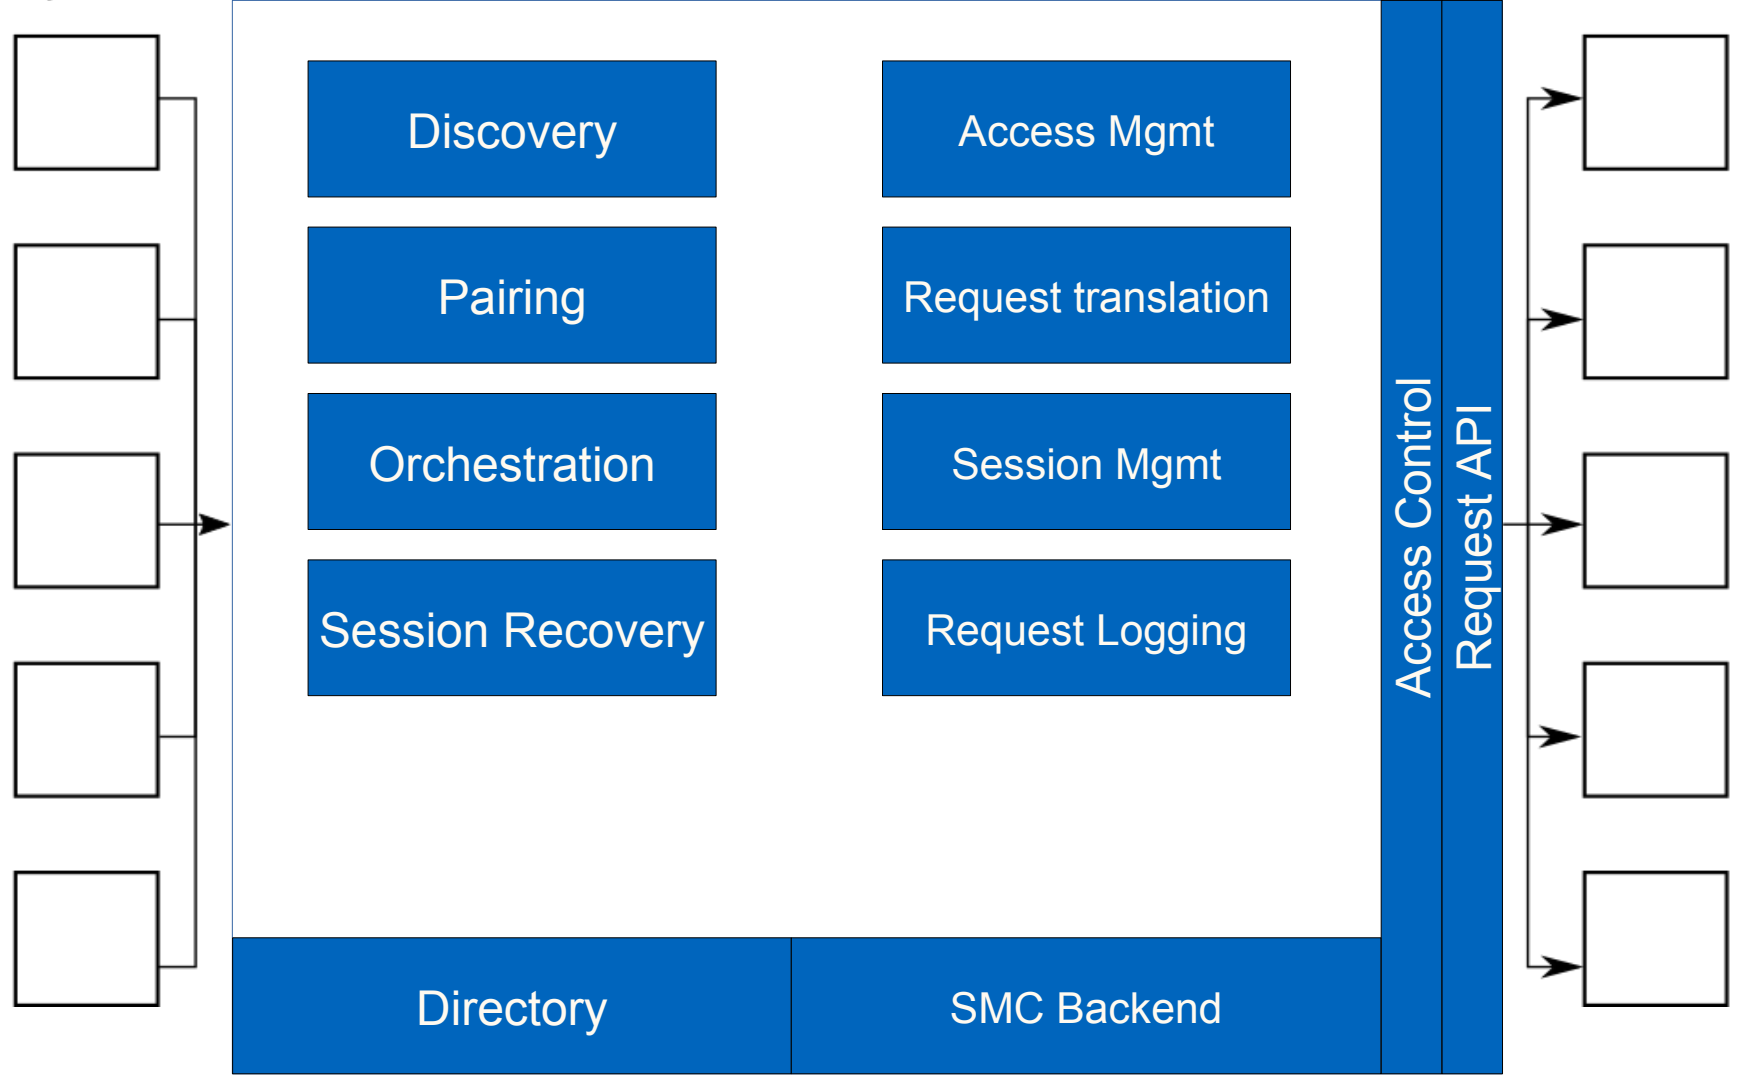 Discovery
Access Mgmt
Pairing
Request translation
Orchestration
Session Mgmt
Session Recovery
Request Logging
Access Control
Request API
Directory
SMC Backend